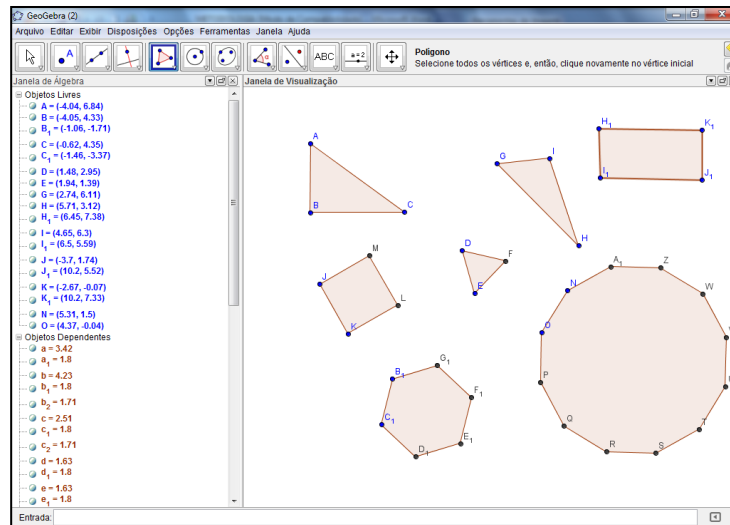 GeoGebra (2)
Arquivo Editar Exibir Disposições Opções Ferramentas Janela Ajuda
A
ABC
a=2
α
Polígono
Selecione todos os vértices e, então, clique novamente no vértice inicial
Janela de Álgebra
Janela de Visualização
Objetos Livres
A = (-4.04, 6.84)
B = (-4.05, 4.33)
B₁ = (-1.06, -1.71)
C = (-0.62, 4.35)
C₁ = (-1.46, -3.37)
D = (1.48, 2.95)
E = (1.94, 1.39)
G = (2.74, 6.11)
H = (5.71, 3.12)
H₁ = (6.45, 7.38)
I = (4.65, 6.3)
I₁ = (6.5, 5.59)
J = (-3.7, 1.74)
J₁ = (10.2, 5.52)
K = (-2.67, -0.07)
K₁ = (10.2, 7.33)
N = (5.31, 1.5)
O = (4.37, -0.04)
Objetos Dependentes
a = 3.42
a₁ = 1.8
b = 4.23
b₁ = 1.8
b₂ = 1.71
c = 2.51
c₁ = 1.8
c₂ = 1.71
d = 1.63
d₁ = 1.8
e = 1.63
e₁ = 1.8
A
B
C
G
I
H
H₁
K₁
I₁
J₁
D
F
E
M
J
L
K
A₁
Z
N
W
O
P
Q
R
S
T
G₁
B₁
F₁
C₁
E₁
D₁
Entrada: